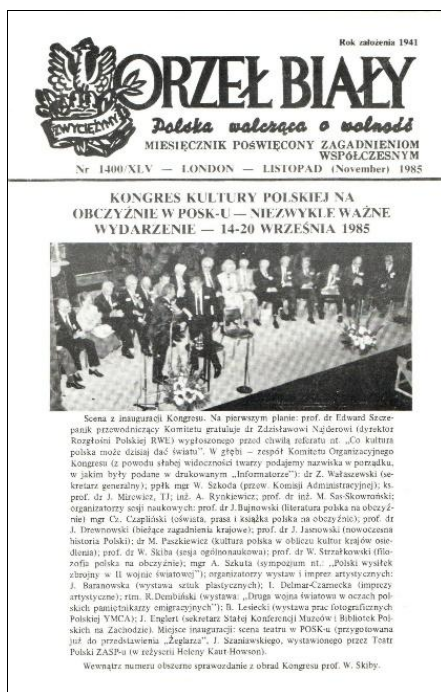 Rok założenia 1941
ORZEŁ BIAŁY
ZWYCIĘŻYMY
Polska walcząca o wolność
MIESIĘCZNIK POŚWIĘCONY ZAGADNIENIOM
WSPÓŁCZESNYM
Nr 1400/XLV — LONDON — LISTOPAD (November) 1985
KONGRES KULTURY POLSKIEJ NA
OBCZYŹNIE W POSK-U — NIEZWYKLE WAŻNE
WYDARZENIE — 14-20 WRZEŚNIA 1985
Scena z inauguracji Kongresu. Na pierwszym planie: prof. dr Edward Szcze-
panik przewodniczący Komitetu gratuluje dr Zdzisławowi Najderowi (dyrektor
Rozgłośni Polskiej RWE) wygłoszonego przed chwilą referatu nt. „Co kultura
polska może dzisiaj dać światu". W głębi — zespół Komitetu Organizacyjnego
Kongresu (z powodu słabej widoczności twarzy podajemy nazwiska w porządku,
w jakim były podane w drukowanym „Informatorze"): dr Z. Wałaszewski (se-
kretarz generalny); ppłk mgr W. Szkoda (przew. Komisji Administracyjnej); ks.
prof. dr J. Mirewicz, TJ; inż. A. Rynkiewicz; prof. dr inż. M. Sas-Skowroński;
organizatorzy sesji naukowych: prof. dr J.Bujnowski (literatura polska na obczyź-
nie) mgr Cz. Czapliński (oświata, prasa i książka polska na obczyźnie); prof. dr
J. Drewnowski (bieżące zagadnienia krajowe); prof. dr J. Jasnowski (nowoczesna
historia Polski); dr M. Paszkiewicz (kultura polska w obliczu kultur krajów osie-
dlenia); prof. dr W. Skiba (sesja ogólnonaukowa); prof. dr W. Strzałkowski (filo-
zofia polska na obczyźnie); mgr A. Szkuta (sympozjum nt.: „Polski wysiłek
zbrojny w II wojnie światowej"); organizatorzy wystaw i imprez artystycznych:
J. Baranowska (wystawa sztuk plastycznych); I. Delmar-Czarnecka (imprezy
artystyczne); rtm. R.Dembiński (wystawa: „Druga wojna światowa w oczach pol-
skich pamiętnikarzy emigracyjnych"); B. Lesiecki (wystawa prac fotograficznych
Polskiej YMCA); J. Englert (sekretarz Stałej Konferencji Muzeów i Bibliotek Pol-
skich na Zachodzie). Miejsce inauguracji: scena teatru w POSK-u (przygotowana
już do przedstawienia „Żeglarza", J. Szaniawskiego, wystawionego przez Teatr
Polski ZASP-u (w reżyserii Heleny Kaut-Howson).
Wewnątrz numeru obszerne sprawozdanie z obrad Kongresu prof. W. Skiby.